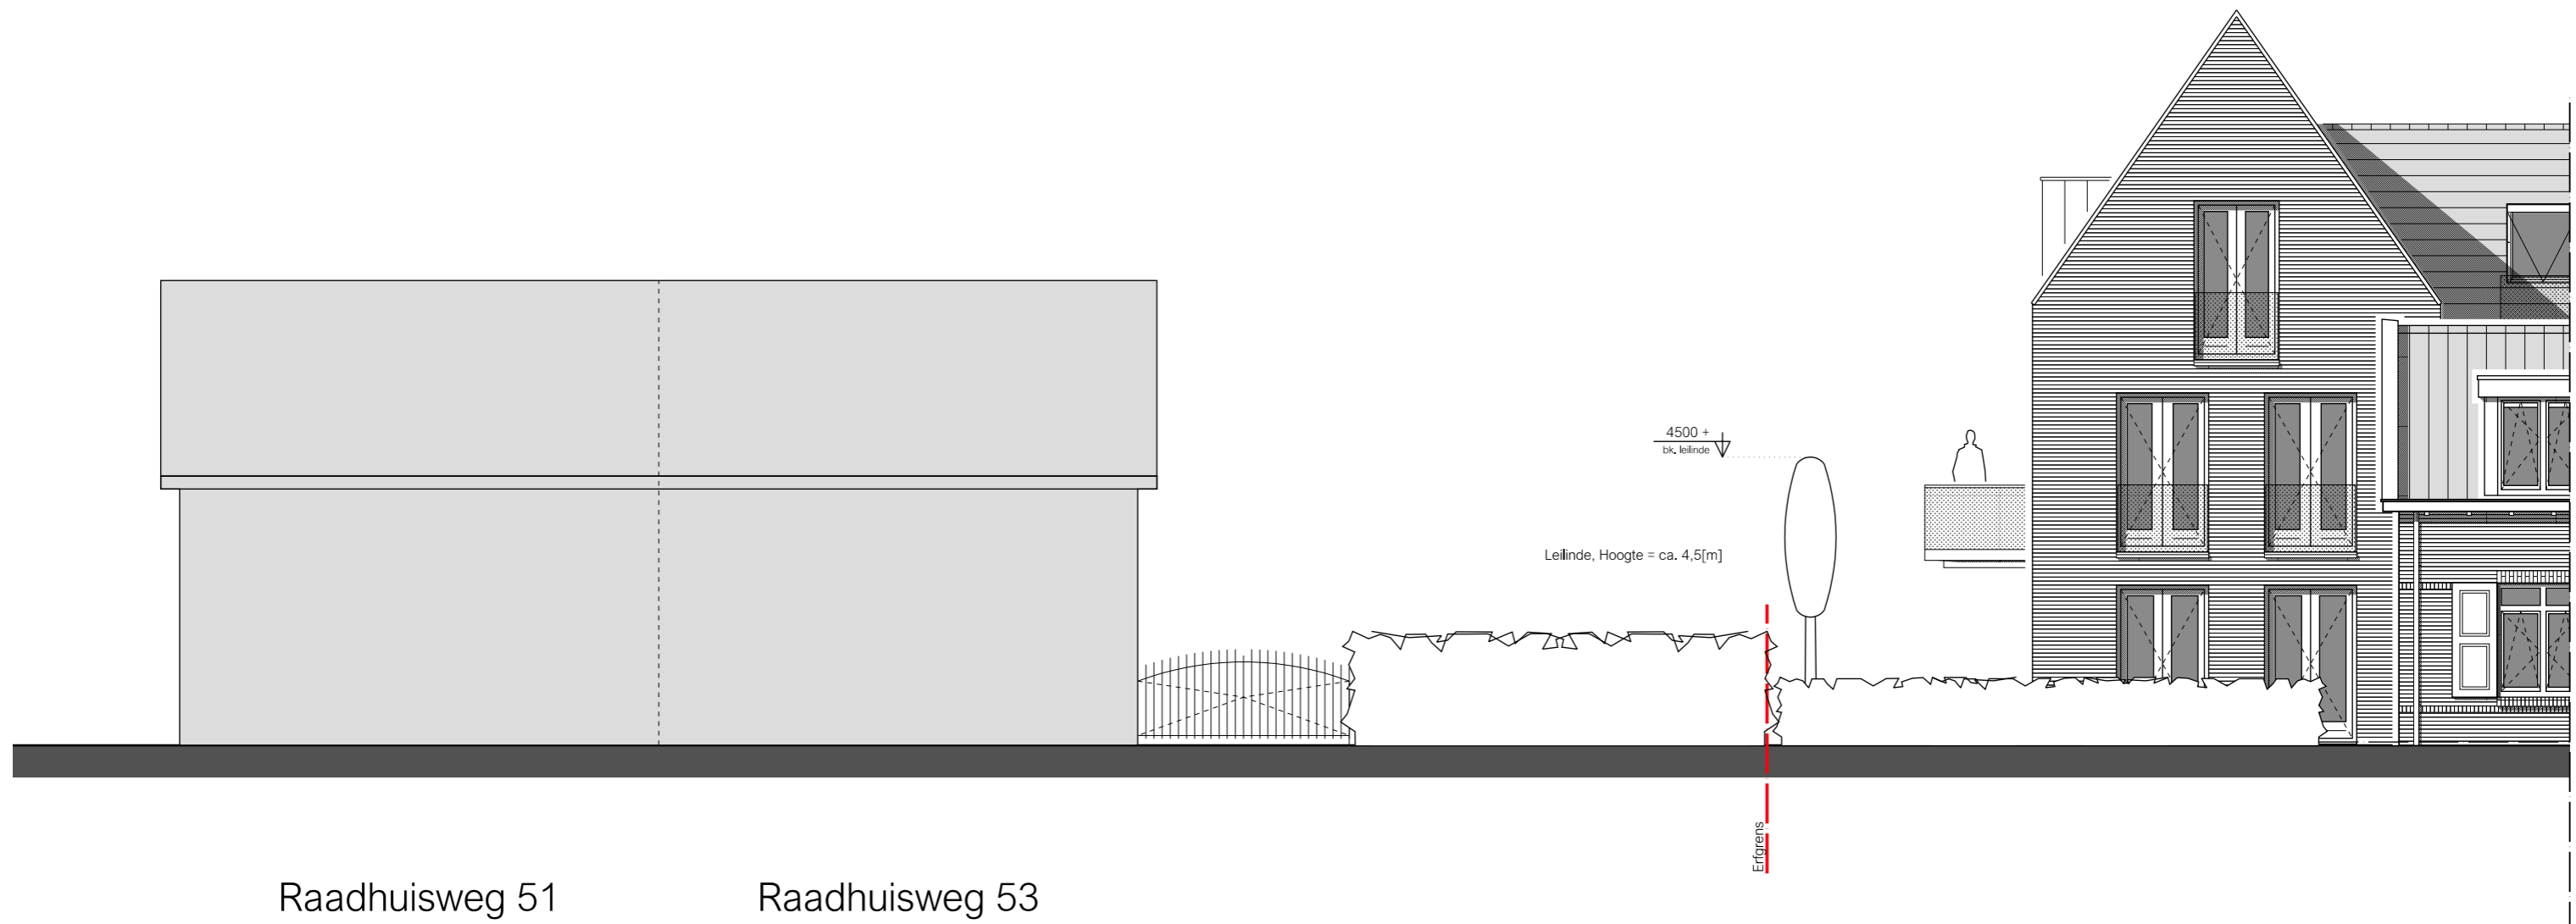 4500 +
bk. leilinde
Leilinde, Hoogte = ca. 4,5[m]
Erfgrens
Raadhuisweg 51
Raadhuisweg 53